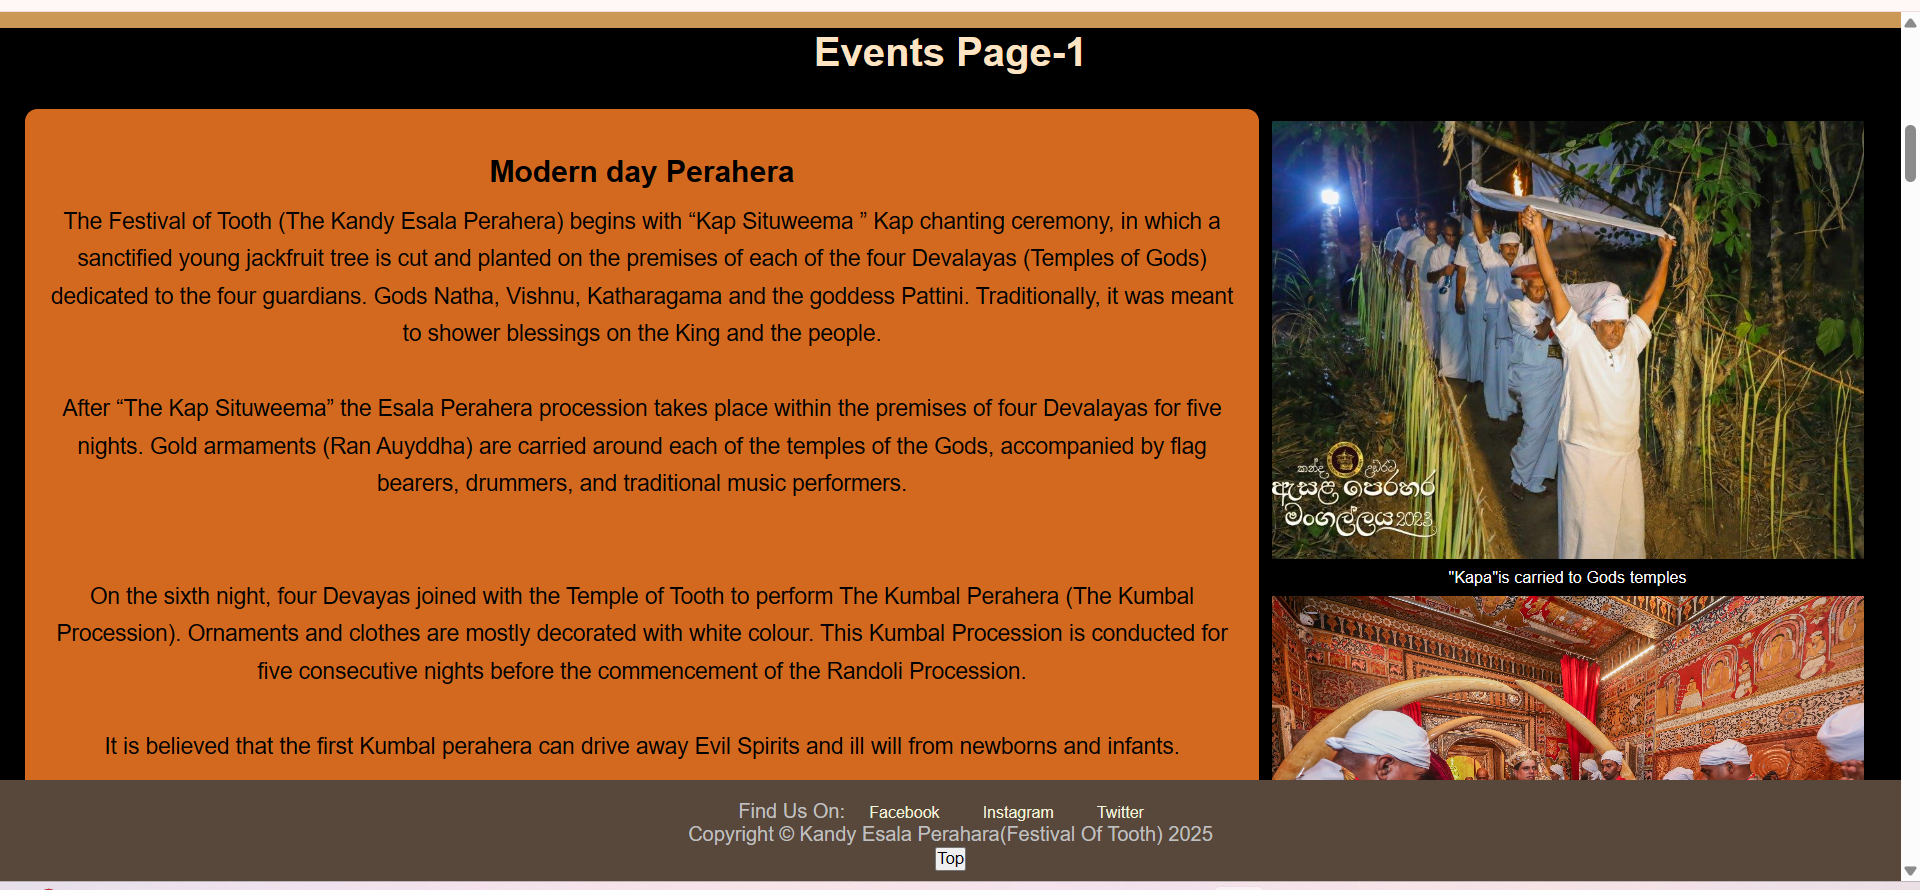 Events Page-1
Modern day Perahera
The Festival of Tooth (The Kandy Esala Perahera) begins with “Kap Situweema ” Kap chanting ceremony, in which a
sanctified young jackfruit tree is cut and planted on the premises of each of the four Devalayas (Temples of Gods)
dedicated to the four guardians. Gods Natha, Vishnu, Katharagama and the goddess Pattini. Traditionally, it was meant
to shower blessings on the King and the people.
After “The Kap Situweema” the Esala Perahera procession takes place within the premises of four Devalayas for five
nights. Gold armaments (Ran Auyddha) are carried around each of the temples of the Gods, accompanied by flag
bearers, drummers, and traditional music performers.
On the sixth night, four Devayas joined with the Temple of Tooth to perform The Kumbal Perahera (The Kumbal
Procession). Ornaments and clothes are mostly decorated with white colour. This Kumbal Procession is conducted for
five consecutive nights before the commencement of the Randoli Procession.
It is believed that the first Kumbal perahera can drive away Evil Spirits and ill will from newborns and infants.
කන්ද උඩරට
ඇසළ පෙරහර
මංගල්ලය 2023
"Kapa"is carried to Gods temples
Find Us On: Facebook Instagram Twitter
Copyright © Kandy Esala Perahara(Festival Of Tooth) 2025
Top